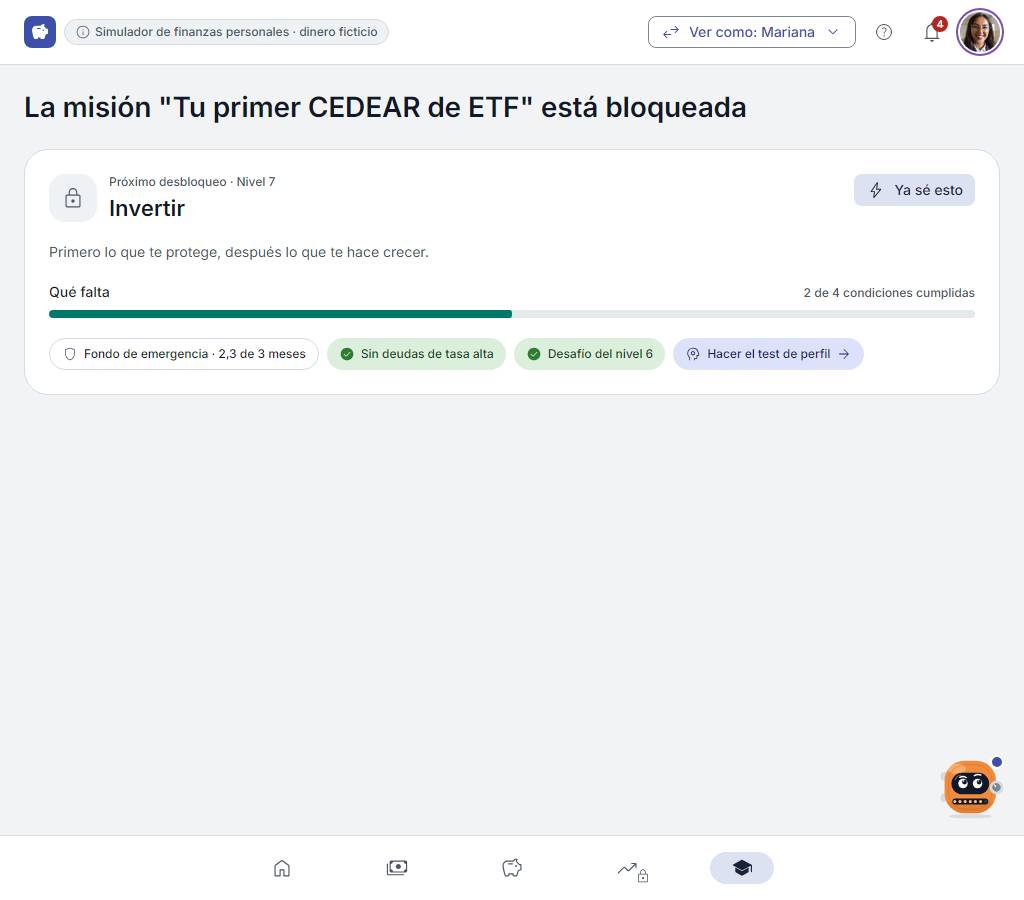 Simulador de finanzas personales · dinero ficticio
Ver como: Mariana
4
La misión "Tu primer CEDEAR de ETF" está bloqueada
Próximo desbloqueo · Nivel 7
Invertir
Ya sé esto
Primero lo que te protege, después lo que te hace crecer.
Qué falta
2 de 4 condiciones cumplidas
Fondo de emergencia · 2,3 de 3 meses
Sin deudas de tasa alta
Desafío del nivel 6
Hacer el test de perfil